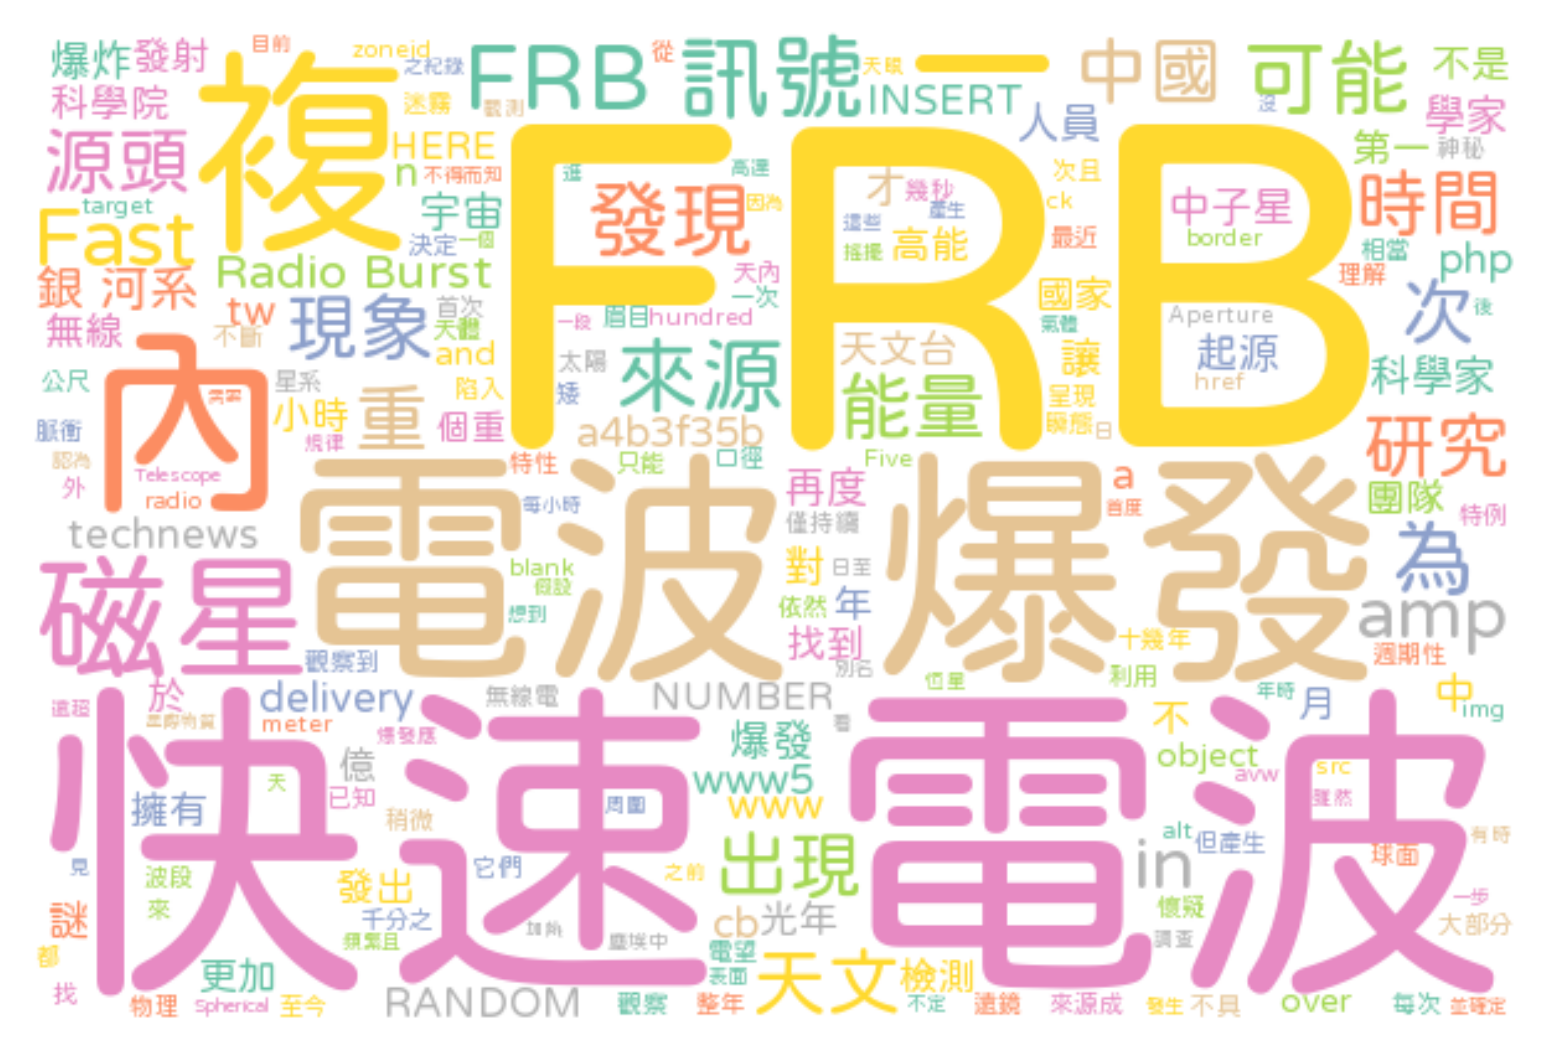 爆炸
發射
目前
zoneid
之紀錄
FRB
從
訊號
天眼
一
中國
可能
不是
科學院
複
迷霧
觀測
INSERT
人員
沒
學家
源頭
HERE
n
不得而知
FRB
進
高達
才
幾秒
次且
第一
神秘
target
Fast
宇宙
決定
一個
發現
因為
這些
產生
ck
中子星
時間
Radio Burst
搖擺
高能
最近
border
相當
php
銀 河系
tw
現象
首次
天內
一次
國家
理解
次
後
無線
不斷
天體
一段
眉目
hundred
氣體
Aperture
內
and
太陽
來源
天文台
讓
起源
公尺
星系
陷入
矮
能量
呈現
href
科學家
小時
重
個重
a4b3f35b
瞬態
日
脈衝
規律
研究
認為
Telescope
特性
只能
口徑
Five
外
radio
電波
爆發
每小時
再度
a
團隊
technews
僅持續
首度
特例
磁星
blank
假設
對
日至
為
想到
依然
年
amp
觀察到
找到
別名
十幾年
週期性
於
delivery
無線電
NUMBER
恆星
利用
遠超
星際物質
meter
爆發應
看
不
年時
月
中
img
快速
電波
億
爆發
object
天
已知
www5
avw
src
擁有
稍微
周圍
www
雖然
見
它們
之前
出現
alt
但產生
有時
波段
發出
in
球面
來
千分之
cb
光年
懷疑
一步
謎
頻繁且
加熱
塵埃中
調查
大部分
都
更加
電望
表面
天文
檢測
找
物理
Spherical
至今
RANDOM
觀察
整年
不定
遠鏡
來源成
發生
不具
over
每次
並確定